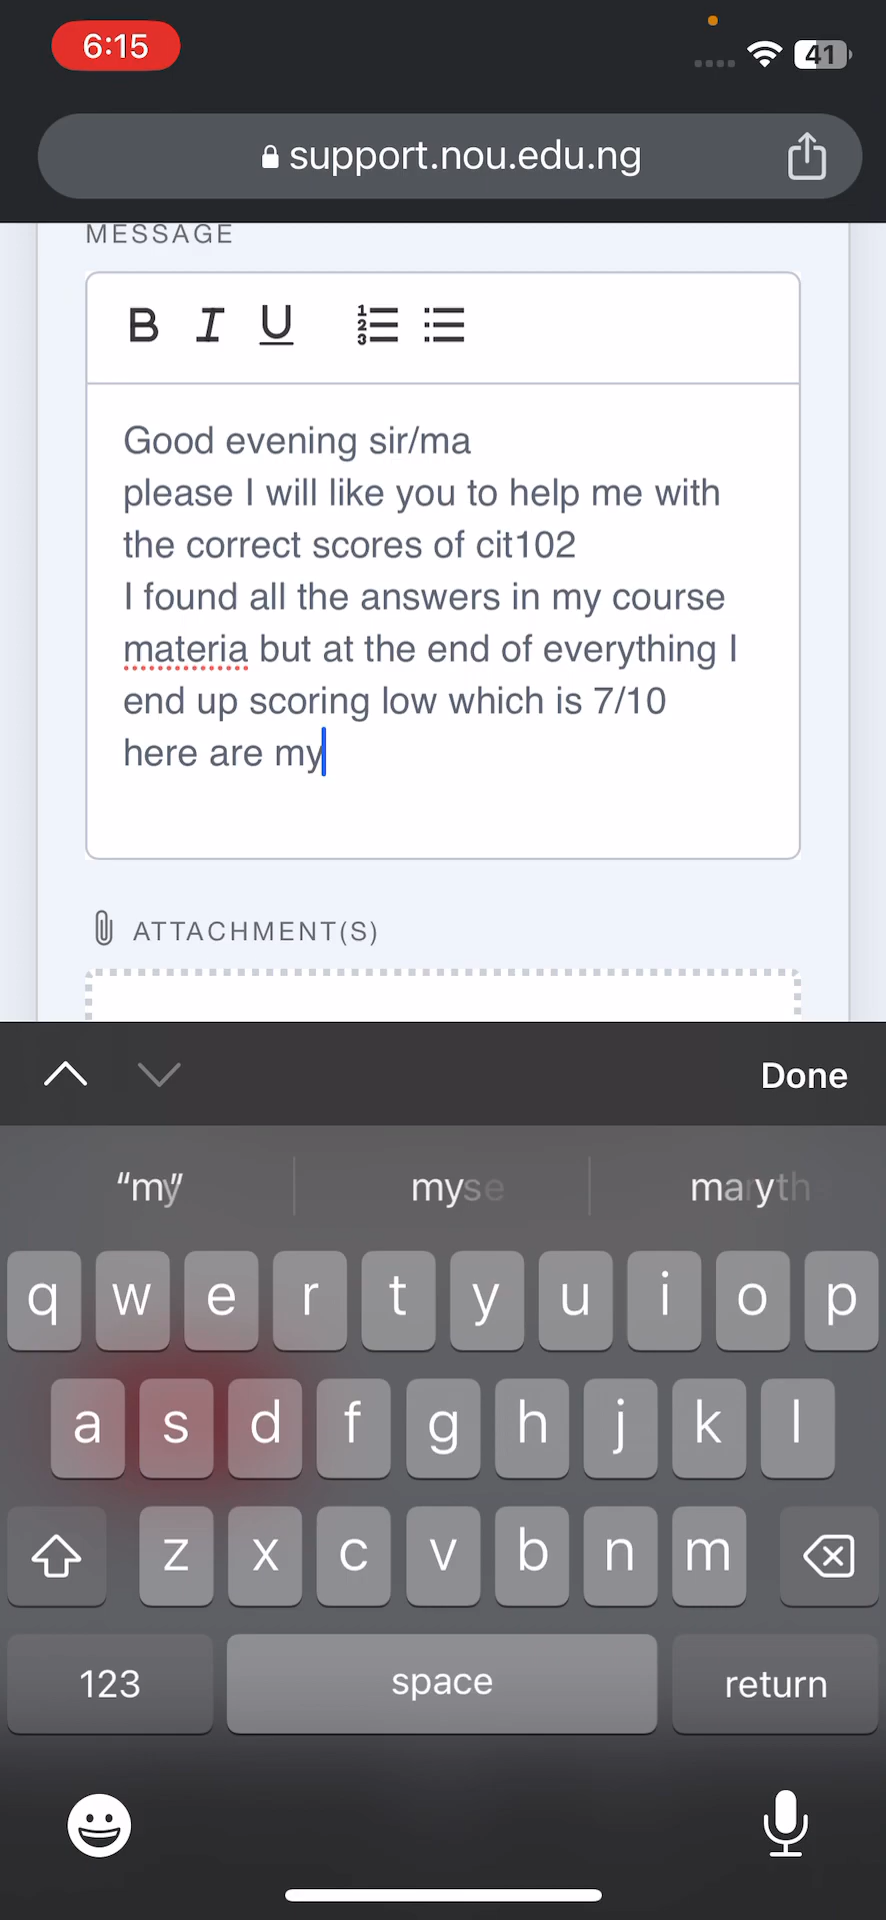 6:15
41
support.nou.edu.ng
MESSAGE
B I U
Good evening sir/ma
please I will like you to help me with
the correct scores of cit102
I found all the answers in my course
materia but at the end of everything I
end up scoring low which is 7/10
here are my
ATTACHMENT(S)
Done
“my” myse maryth
q w e r t y u i o p
a s d f g h j k l
z x c v b n m
123 space return